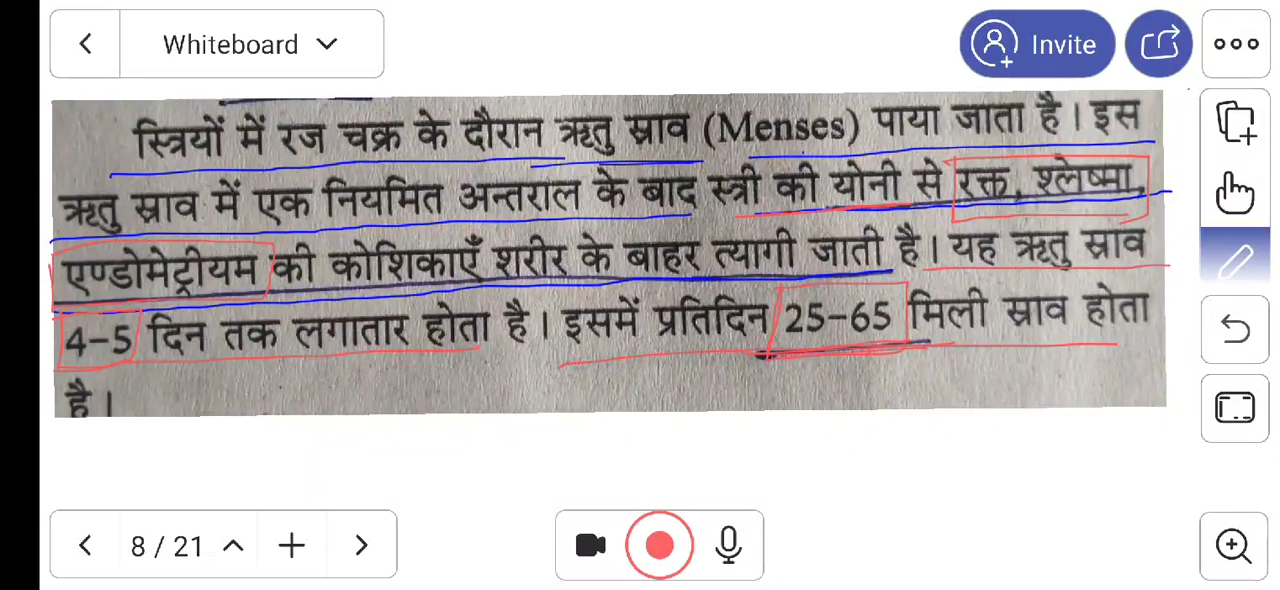 Whiteboard
Invite
स्त्रियों में रज चक्र के दौरान ऋतु स्राव (Menses) पाया जाता है। इस
ऋतु स्राव में एक नियमित अन्तराल के बाद स्त्री की योनी से रक्त, श्लेष्मा,
एण्डोमेट्रीयम की कोशिकाएँ शरीर के बाहर त्यागी जाती है। यह ऋतु स्राव
4-5 दिन तक लगातार होता है। इसमें प्रतिदिन 25-65 मिली स्राव होता
है।
8 / 21